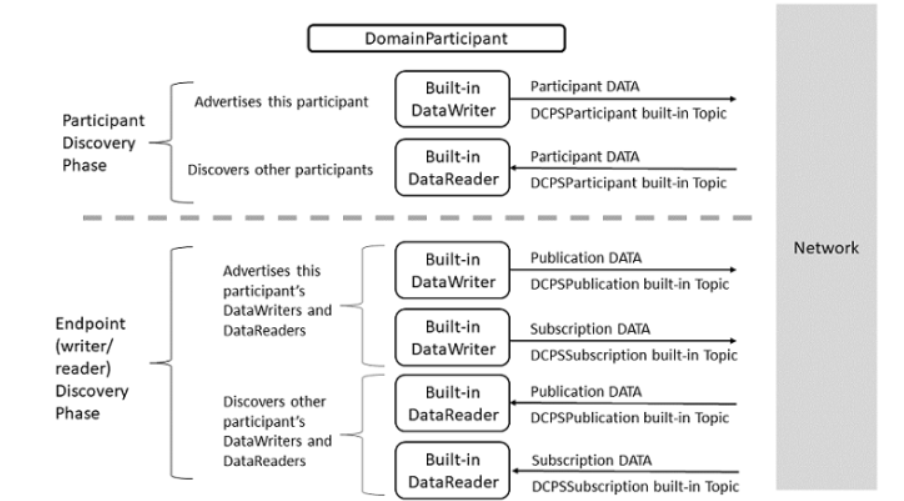 DomainParticipant
Participant
Discovery
Phase
Advertises this participant
Built-in
DataWriter
Participant DATA
DCPSParticipant built-in Topic
Discovers other participants
Built-in
DataReader
Participant DATA
DCPSParticipant built-in Topic
Network
Endpoint
(writer/
reader)
Discovery
Phase
Advertises this
participant's
DataWriters and
DataReaders
Built-in
DataWriter
Publication DATA
DCPSPublication built-in Topic
Built-in
DataWriter
Subscription DATA
DCPSSubscription built-in Topic
Discovers other
participant's
DataWriters and
DataReaders
Built-in
DataReader
Publication DATA
DCPSPublication built-in Topic
Built-in
DataReader
Subscription DATA
DCPSSubscription built-in Topic